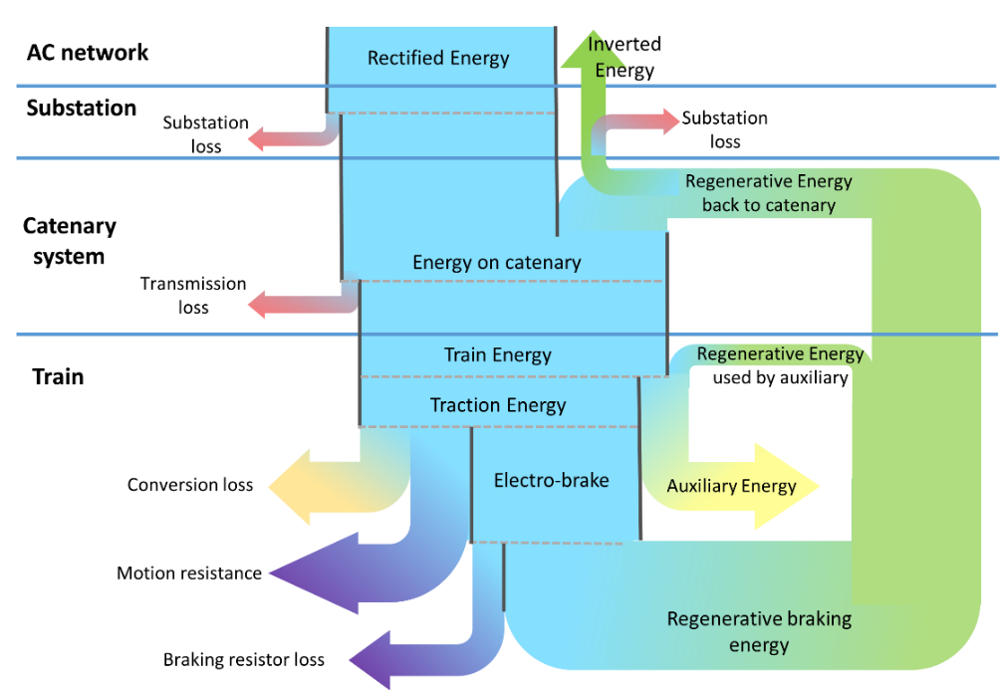 AC network
Rectified Energy
Inverted
Energy
Substation
Substation
loss
Substation
loss
Regenerative Energy
back to catenary
Catenary
system
Energy on catenary
Transmission
loss
Train
Train Energy
Regenerative Energy
used by auxiliary
Traction Energy
Conversion loss
Electro-brake
Auxiliary Energy
Motion resistance
Regenerative braking
energy
Braking resistor loss